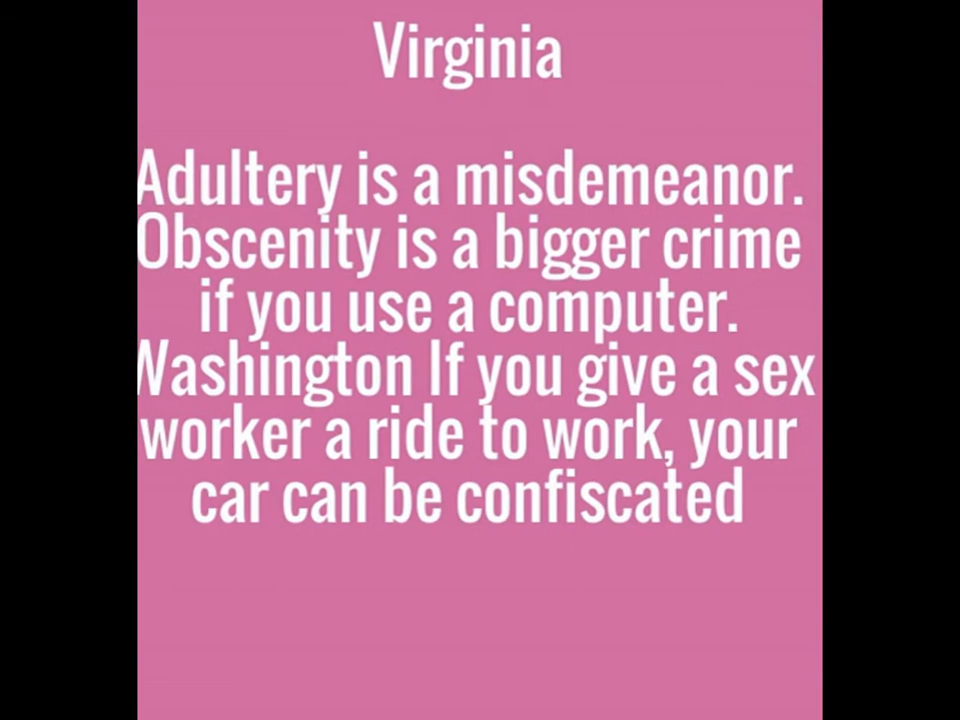 Virginia
Adultery is a misdemeanor.
Obscenity is a bigger crime
if you use a computer.
Washington If you give a sex
worker a ride to work, your
car can be confiscated